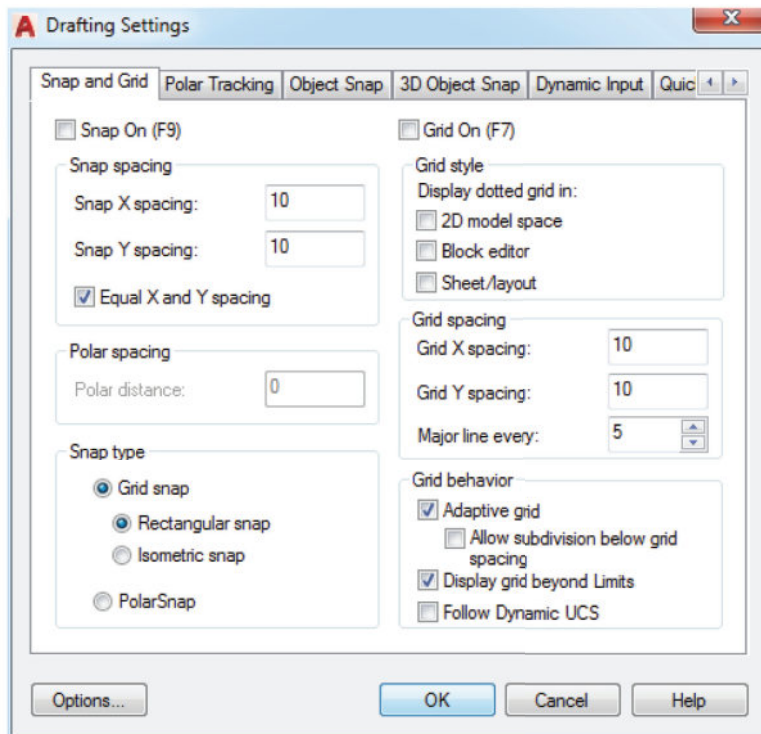 Drafting Settings
Snap and Grid
Polar Tracking
Object Snap
3D Object Snap
Dynamic Input
Quic
Snap On (F9)
Snap spacing
Snap X spacing: 10
Snap Y spacing: 10
Equal X and Y spacing
Polar spacing
Polar distance: 0
Snap type
Grid snap
Rectangular snap
Isometric snap
PolarSnap
Grid On (F7)
Grid style
Display dotted grid in:
2D model space
Block editor
Sheet/layout
Grid spacing
Grid X spacing: 10
Grid Y spacing: 10
Major line every: 5
Grid behavior
Adaptive grid
Allow subdivision below grid
spacing
Display grid beyond Limits
Follow Dynamic UCS
Options...
OK
Cancel
Help